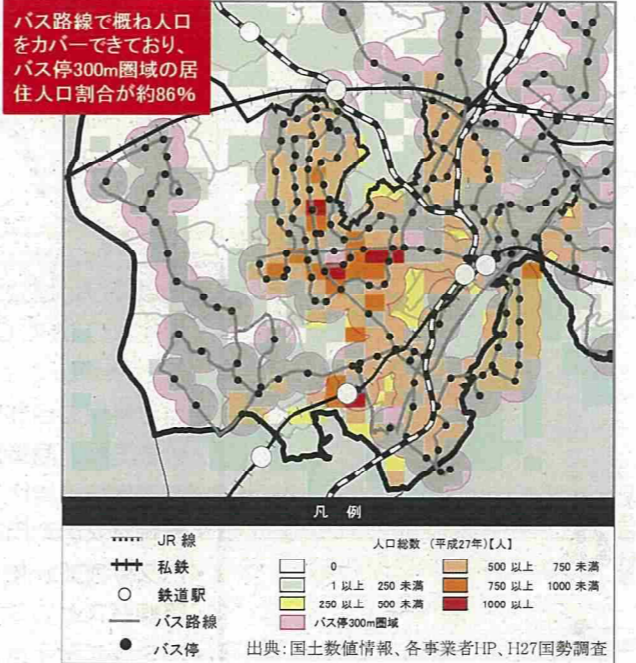 バス路線で概ね人口
をカバーできており、
バス停300m圏域の居
住人口割合が約86%
凡 例
JR 線
私鉄
鉄道駅
バス路線
バス停
人口総数 (平成27年)【人】
0
1 以上 250 未満
250 以上 500 未満
500 以上 750 未満
750 以上 1000 未満
1000 以上
バス停300m圏域
出典:国土数値情報、各事業者HP、H27国勢調査